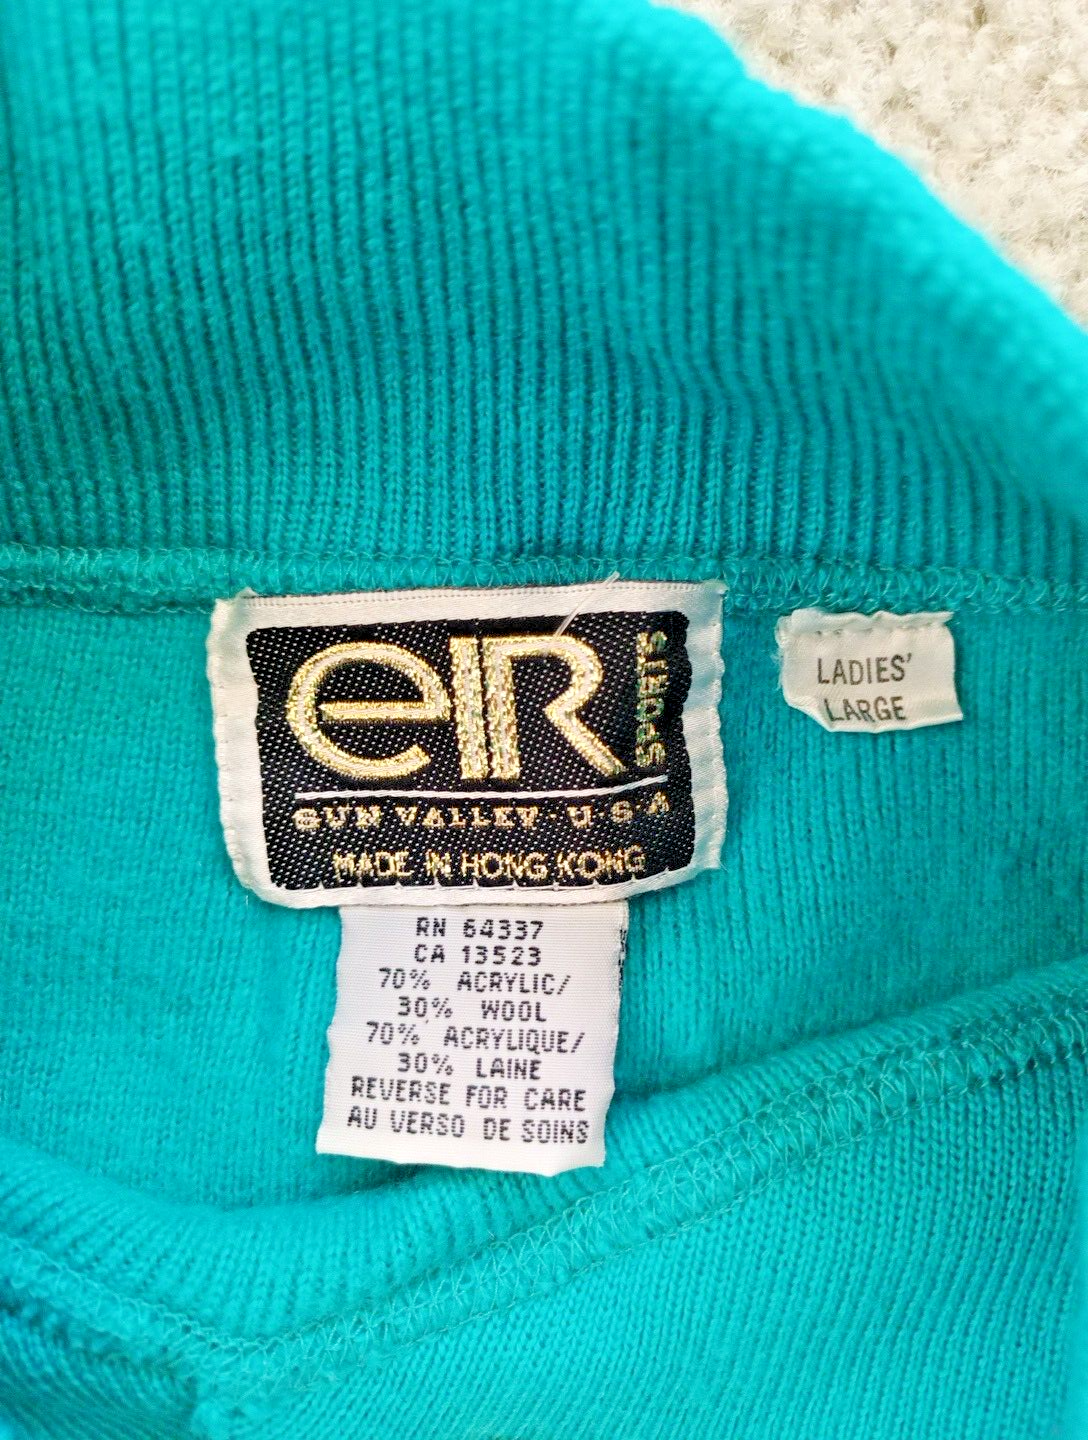 eIR SPORTS
SUN VALLEY · U·S·A
MADE IN HONG KONG
LADIES'
LARGE
RN 64337
CA 13523
70% ACRYLIC/
30% WOOL
70% ACRYLIQUE/
30% LAINE
REVERSE FOR CARE
AU VERSO DE SOINS